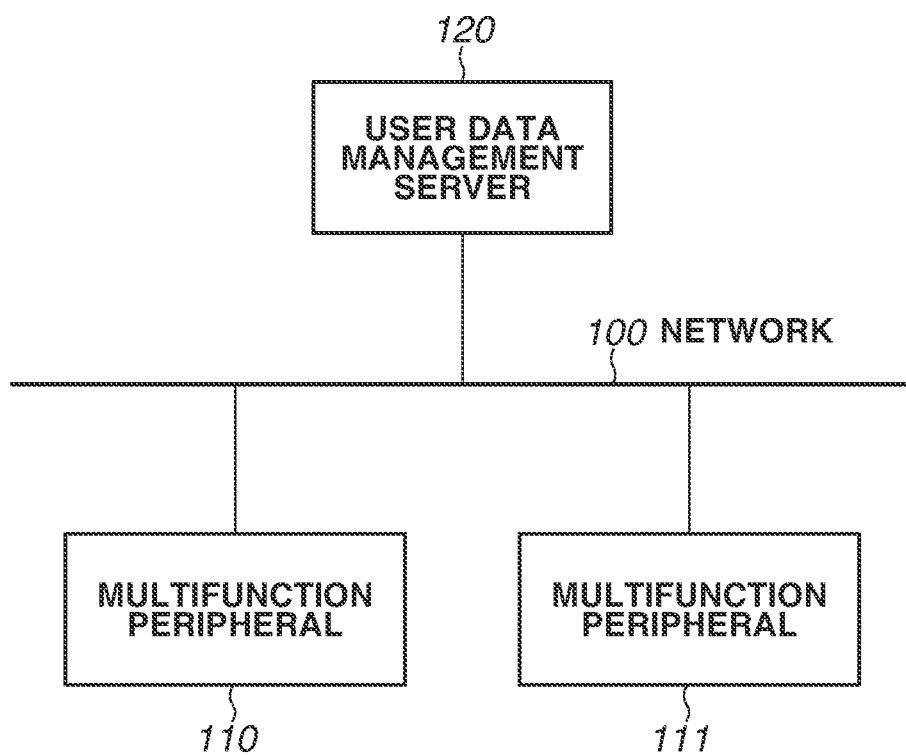 120
USER DATA
MANAGEMENT
SERVER
100 NETWORK
MULTIFUNCTION
PERIPHERAL
MULTIFUNCTION
PERIPHERAL
110
111